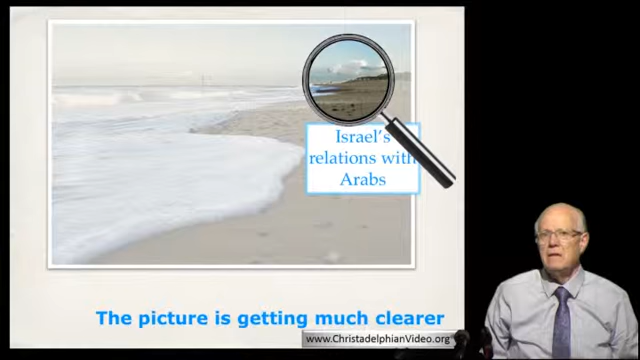 Israel's
relations with
Arabs
The picture is getting much clearer
www.ChristadelphianVideo.org